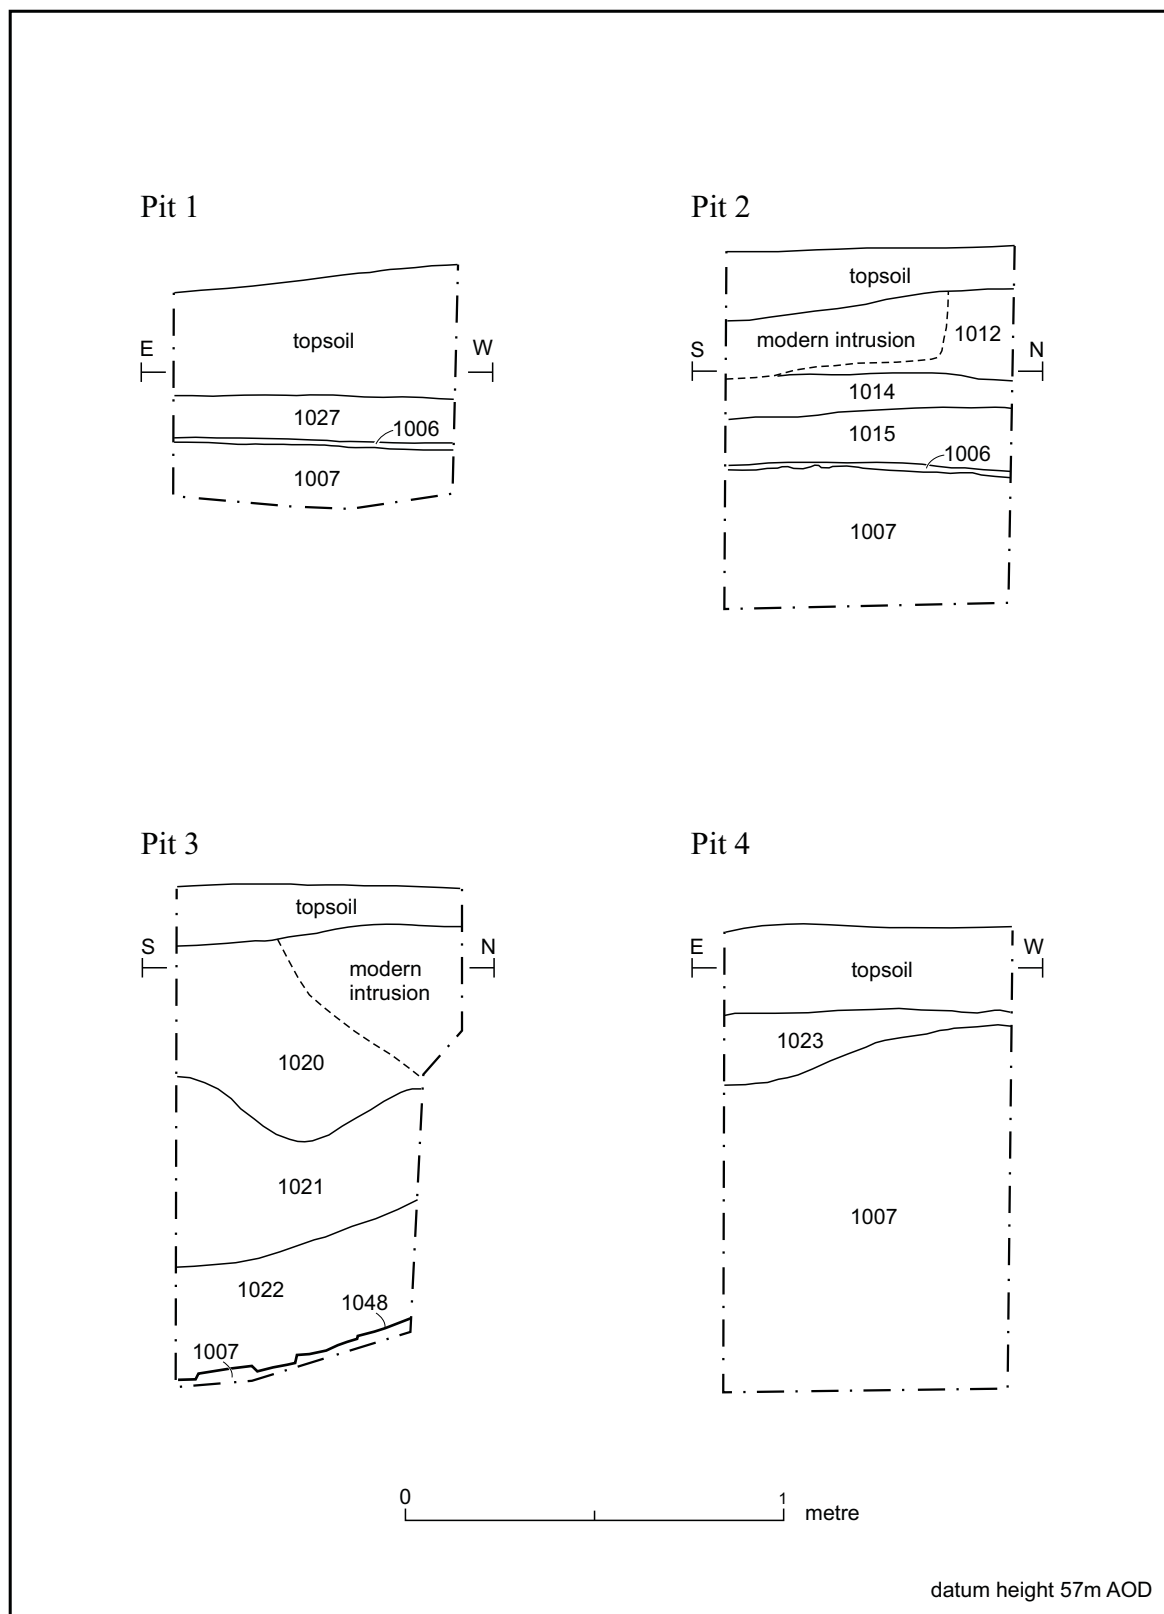 Pit 1
topsoil
E
W
1027
1006
1007
Pit 2
topsoil
modern intrusion
1012
S
N
1014
1015
1006
1007
Pit 3
topsoil
S
N
modern
intrusion
1020
1021
1022
1048
1007
Pit 4
E
W
topsoil
1023
1007
0
1
metre
datum height 57m AOD